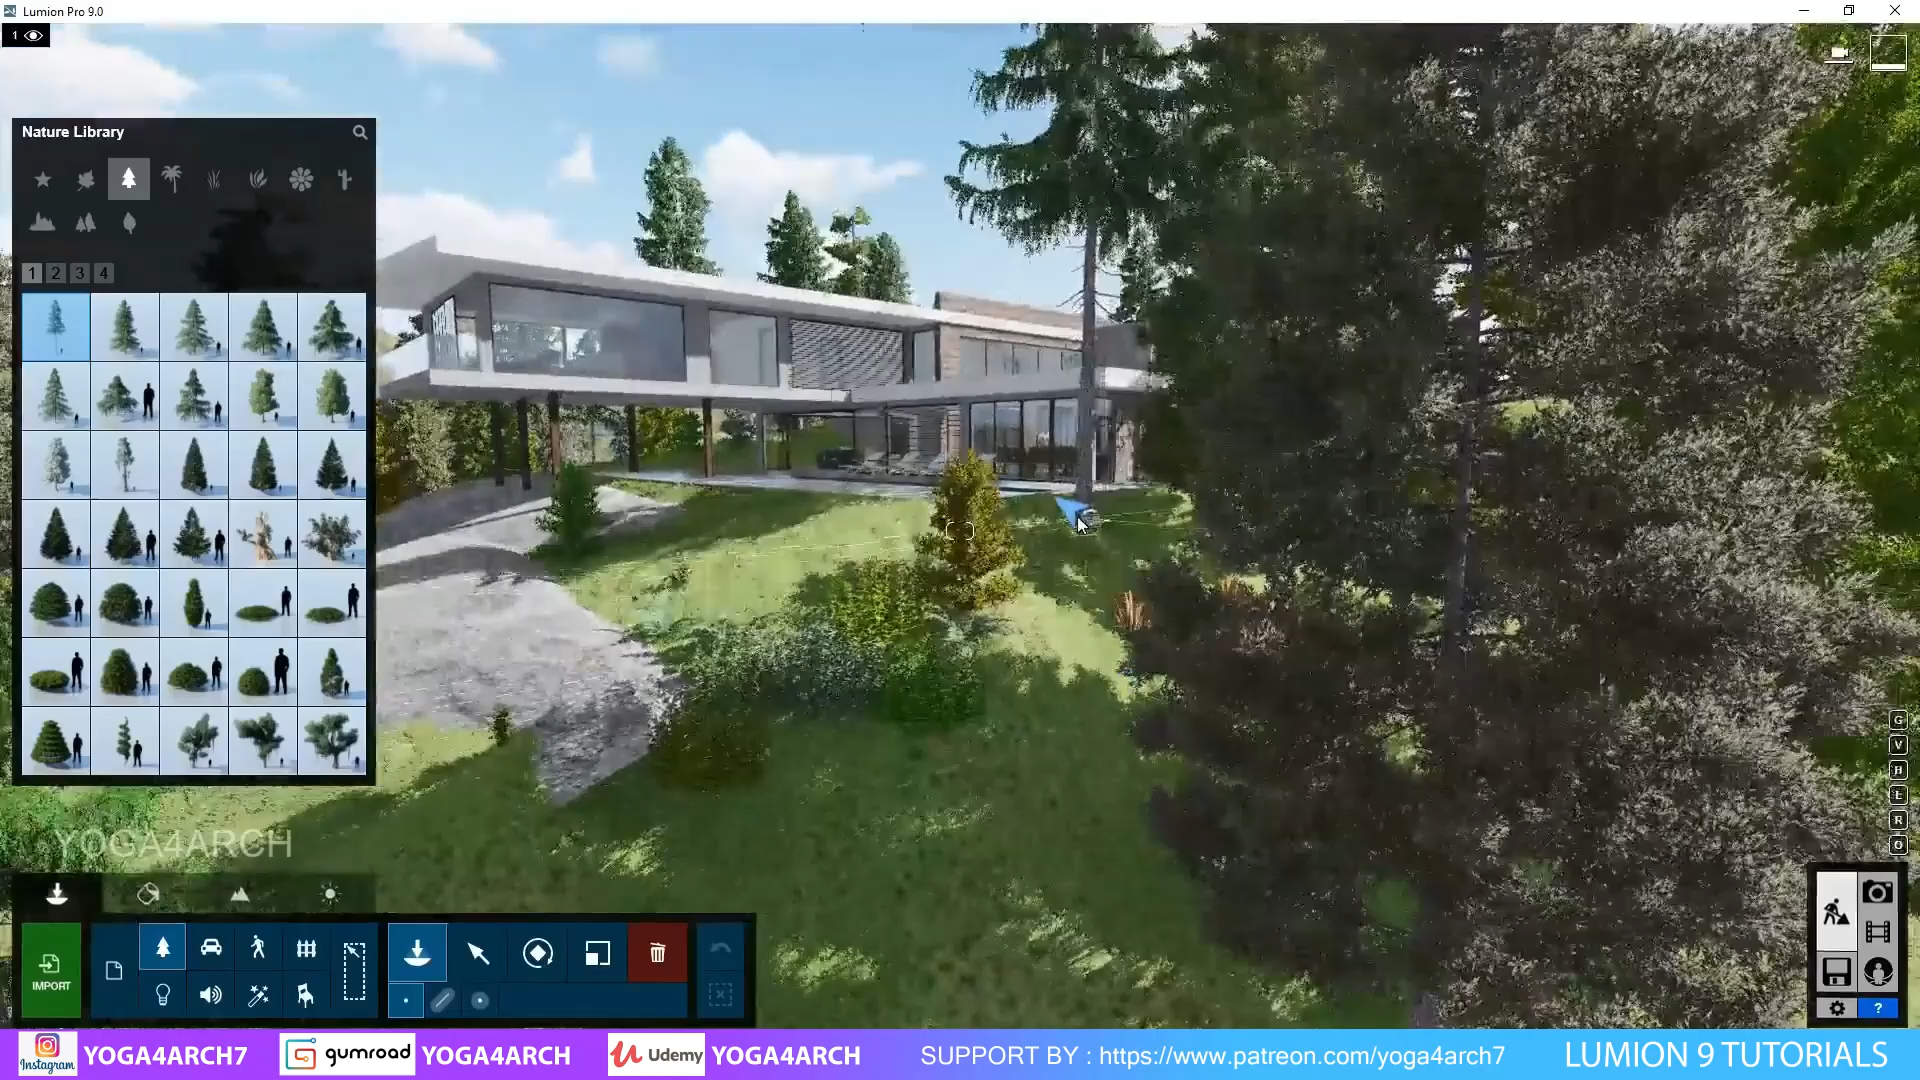 Lumion Pro 9.0
1
Nature Library
1 2 3 4
G
V
H
L
R
O
YOGA4ARCH
IMPORT
?
Instagram YOGA4ARCH7 gumroad YOGA4ARCH Udemy YOGA4ARCH SUPPORT BY : https://www.patreon.com/yoga4arch7 LUMION 9 TUTORIALS